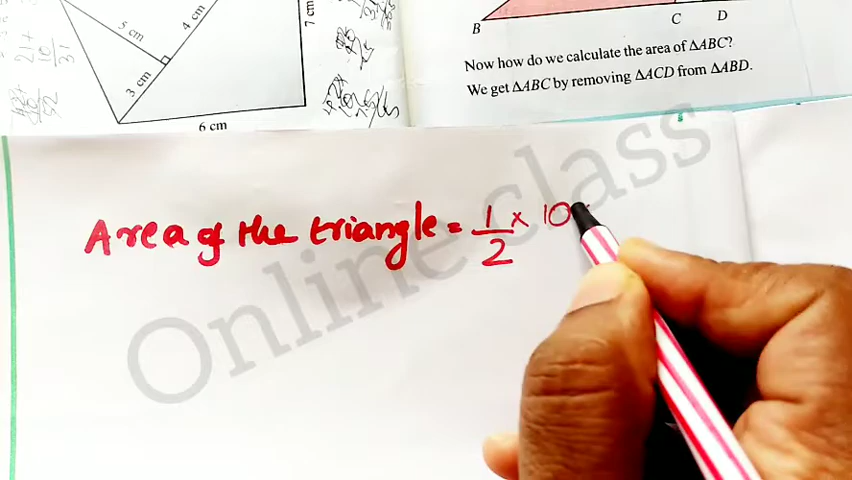 5 cm
4 cm
3 cm
7 cm
6 cm
B
C D
Now how do we calculate the area of ΔABC?
We get ΔABC by removing ΔACD from ΔABD.
Area of the triangle = 1/2 × 10
Online class